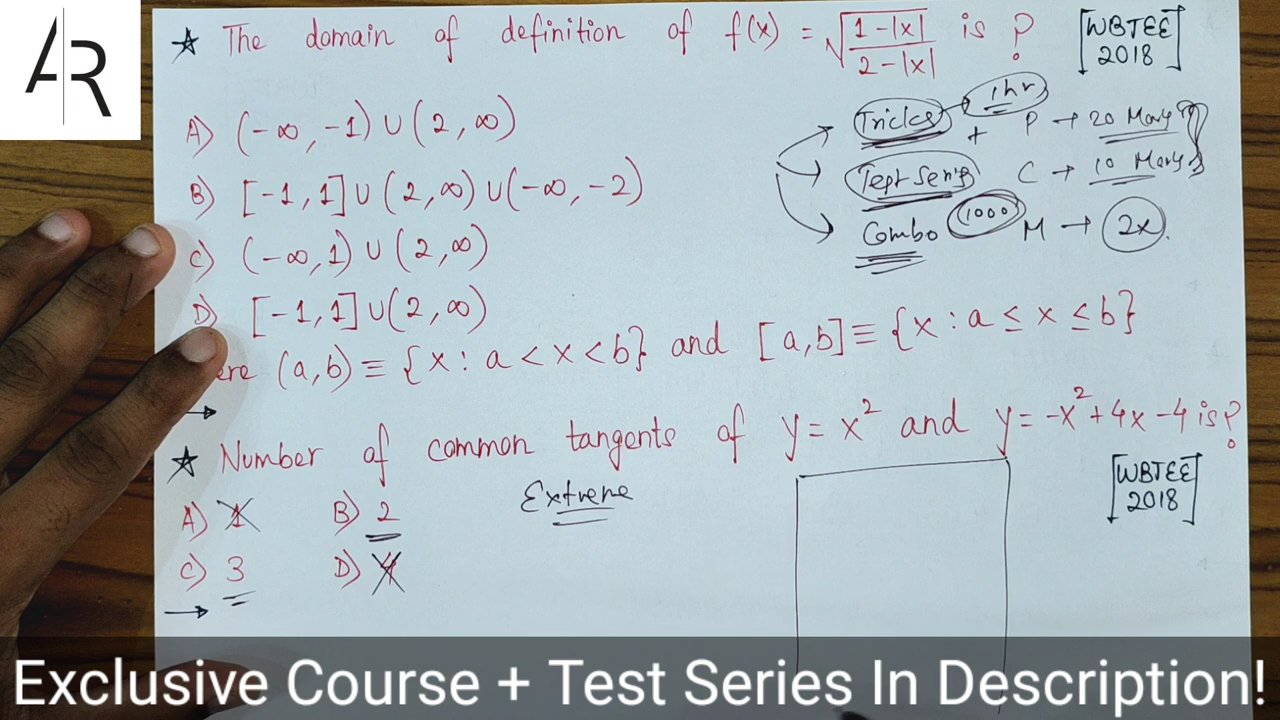 AR
☆ The domain of definition of f(x) = √((1-|x|)/(2-|x|)) is ? [WBTEE 2018]
A) (-∞, -1) ∪ (2, ∞)
B) [-1, 1] ∪ (2, ∞) ∪ (-∞, -2)
C) (-∞, 1) ∪ (2, ∞)
D) [-1, 1] ∪ (2, ∞)
Tricks 1hr
+ P → 20 Marks
Test Series C → 10 Marks
Combo 1000 M → 2x.
(a,b) ≡ {x : a < x < b} and [a,b] ≡ {x : a ≤ x ≤ b}
→
☆ Number of common tangents of y = x² and y = -x² + 4x - 4 is ?
[WBTEE 2018]
A) 1 B) 2
Extreme
C) 3 D) 4
→
Exclusive Course + Test Series In Description!